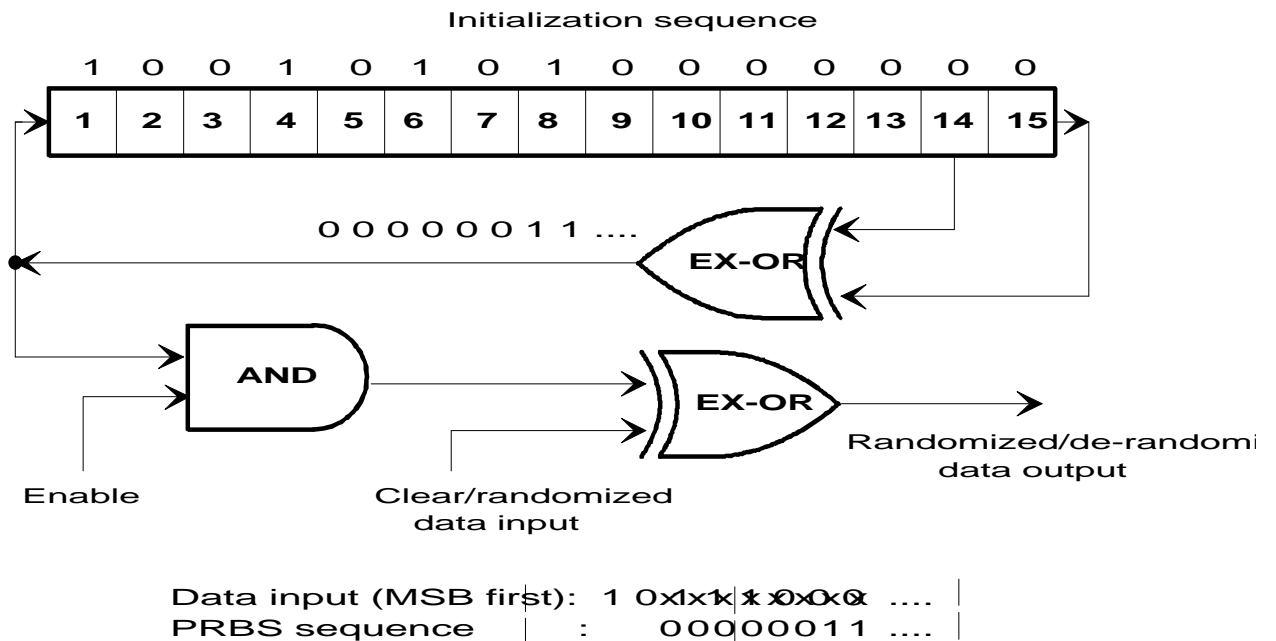 Initialization sequence
1 0 0 1 0 1 0 1 0 0 0 0 0 0 0
1 2 3 4 5 6 7 8 9 10 11 12 13 14 15
0 0 0 0 0 0 1 1 ....
EX-OR
AND
EX-OR
Enable
Clear/randomized
data input
Randomized/de-randomi
data output
Data input (MSB first): 1 0 ....
PRBS sequence : 0 0 0 0 0 0 1 1 ....